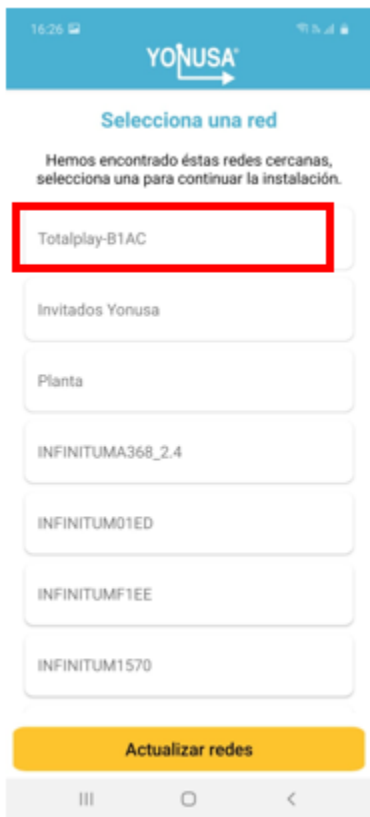 16:26
YONUSA
Selecciona una red
Hemos encontrado éstas redes cercanas,
selecciona una para continuar la instalación.
Totalplay-B1AC
Invitados Yonusa
Planta
INFINITUMA368_2.4
INFINITUM01ED
INFINITUMF1EE
INFINITUM1570
Actualizar redes